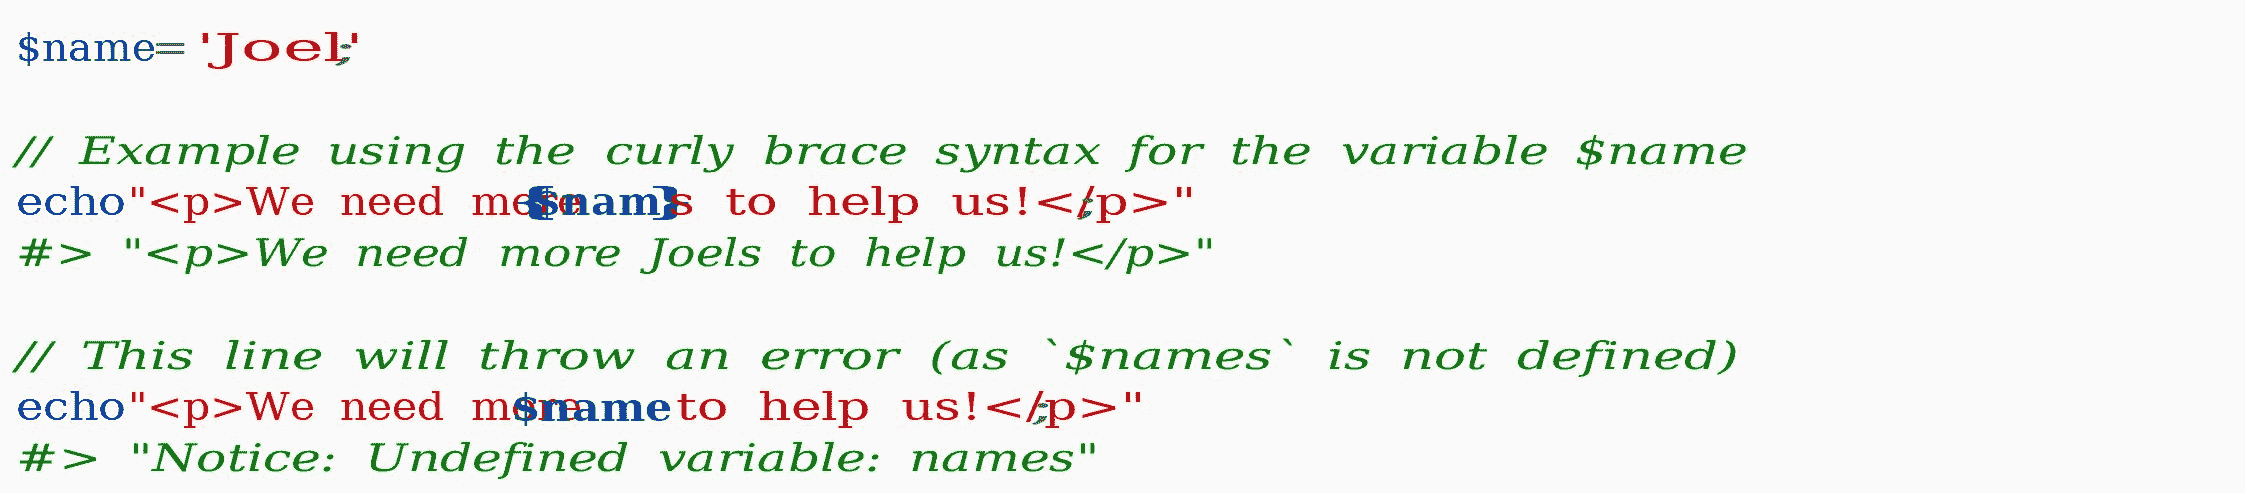 $name= 'Joel';
// Example using the curly brace syntax for the variable $name
echo"<p>We need more {$name}s to help us!</p>";
#> "<p>We need more Joels to help us!</p>"
// This line will throw an error (as `$names` is not defined)
echo"<p>We need more $name to help us!</p>";
#> "Notice: Undefined variable: names"